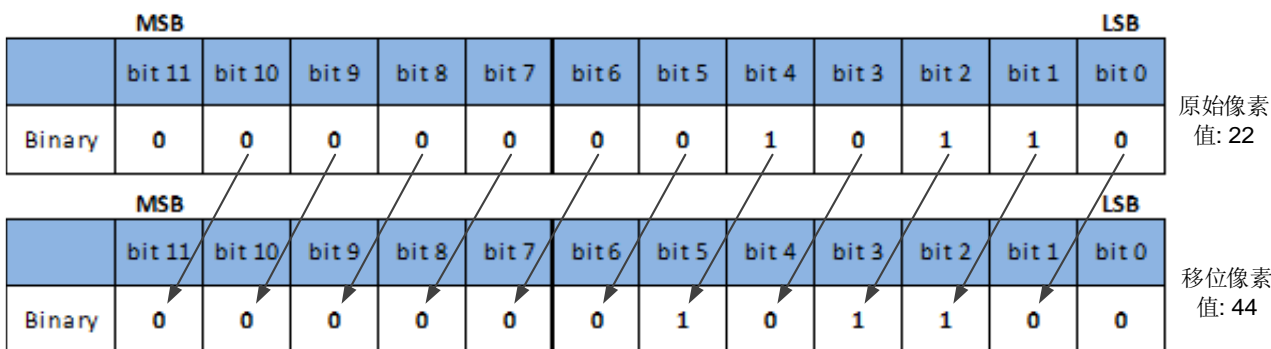 MSB LSB
bit 11 bit 10 bit 9 bit 8 bit 7 bit 6 bit 5 bit 4 bit 3 bit 2 bit 1 bit 0
Binary 0 0 0 0 0 0 0 1 0 1 1 0
原始像素
值: 22
MSB LSB
bit 11 bit 10 bit 9 bit 8 bit 7 bit 6 bit 5 bit 4 bit 3 bit 2 bit 1 bit 0
Binary 0 0 0 0 0 0 1 0 1 1 0 0
移位像素
值: 44